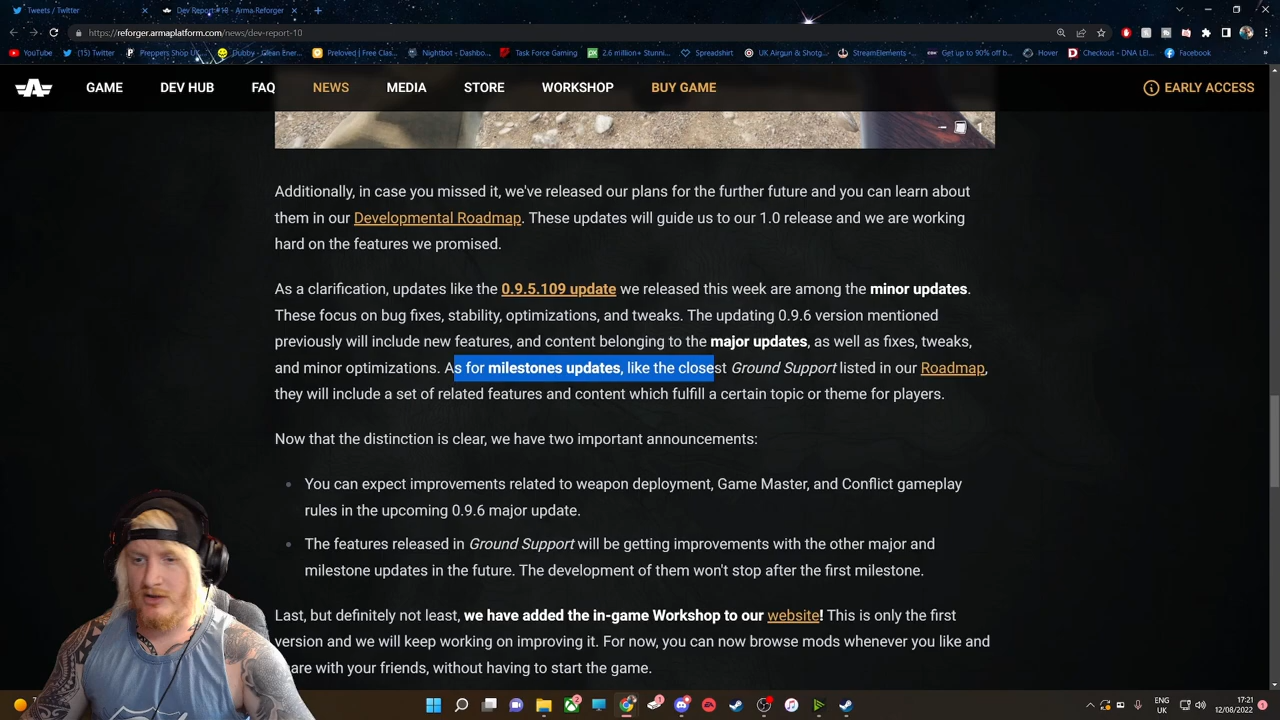 Tweets / Twitter
Dev Report #10 - Arma Reforger
https://reforger.armaplatform.com/news/dev-report-10
YouTube
(1) Twitter
Preppers Shop UK...
Dubby - Clean Ener...
Preloved | Free Clas...
Nightbot - Dashbo...
Task Force Gaming
2.6 million+ Stunni...
Spreadshirt
UK Airgun & Shotg...
StreamElements - ...
Get up to 90% off b...
Hover
Checkout - DNA LEI...
Facebook
GAME
DEV HUB
FAQ
NEWS
MEDIA
STORE
WORKSHOP
BUY GAME
EARLY ACCESS
Additionally, in case you missed it, we've released our plans for the further future and you can learn about
them in our Developmental Roadmap. These updates will guide us to our 1.0 release and we are working
hard on the features we promised.
As a clarification, updates like the 0.9.5.109 update we released this week are among the minor updates.
These focus on bug fixes, stability, optimizations, and tweaks. The updating 0.9.6 version mentioned
previously will include new features, and content belonging to the major updates, as well as fixes, tweaks,
and minor optimizations. As for milestones updates, like the closest Ground Support listed in our Roadmap,
they will include a set of related features and content which fulfill a certain topic or theme for players.
Now that the distinction is clear, we have two important announcements:
You can expect improvements related to weapon deployment, Game Master, and Conflict gameplay
rules in the upcoming 0.9.6 major update.
The features released in Ground Support will be getting improvements with the other major and
milestone updates in the future. The development of them won't stop after the first milestone.
Last, but definitely not least, we have added the in-game Workshop to our website! This is only the first
version and we will keep working on improving it. For now, you can now browse mods whenever you like and
share with your friends, without having to start the game.
ENG
UK
17:21
12/08/2022